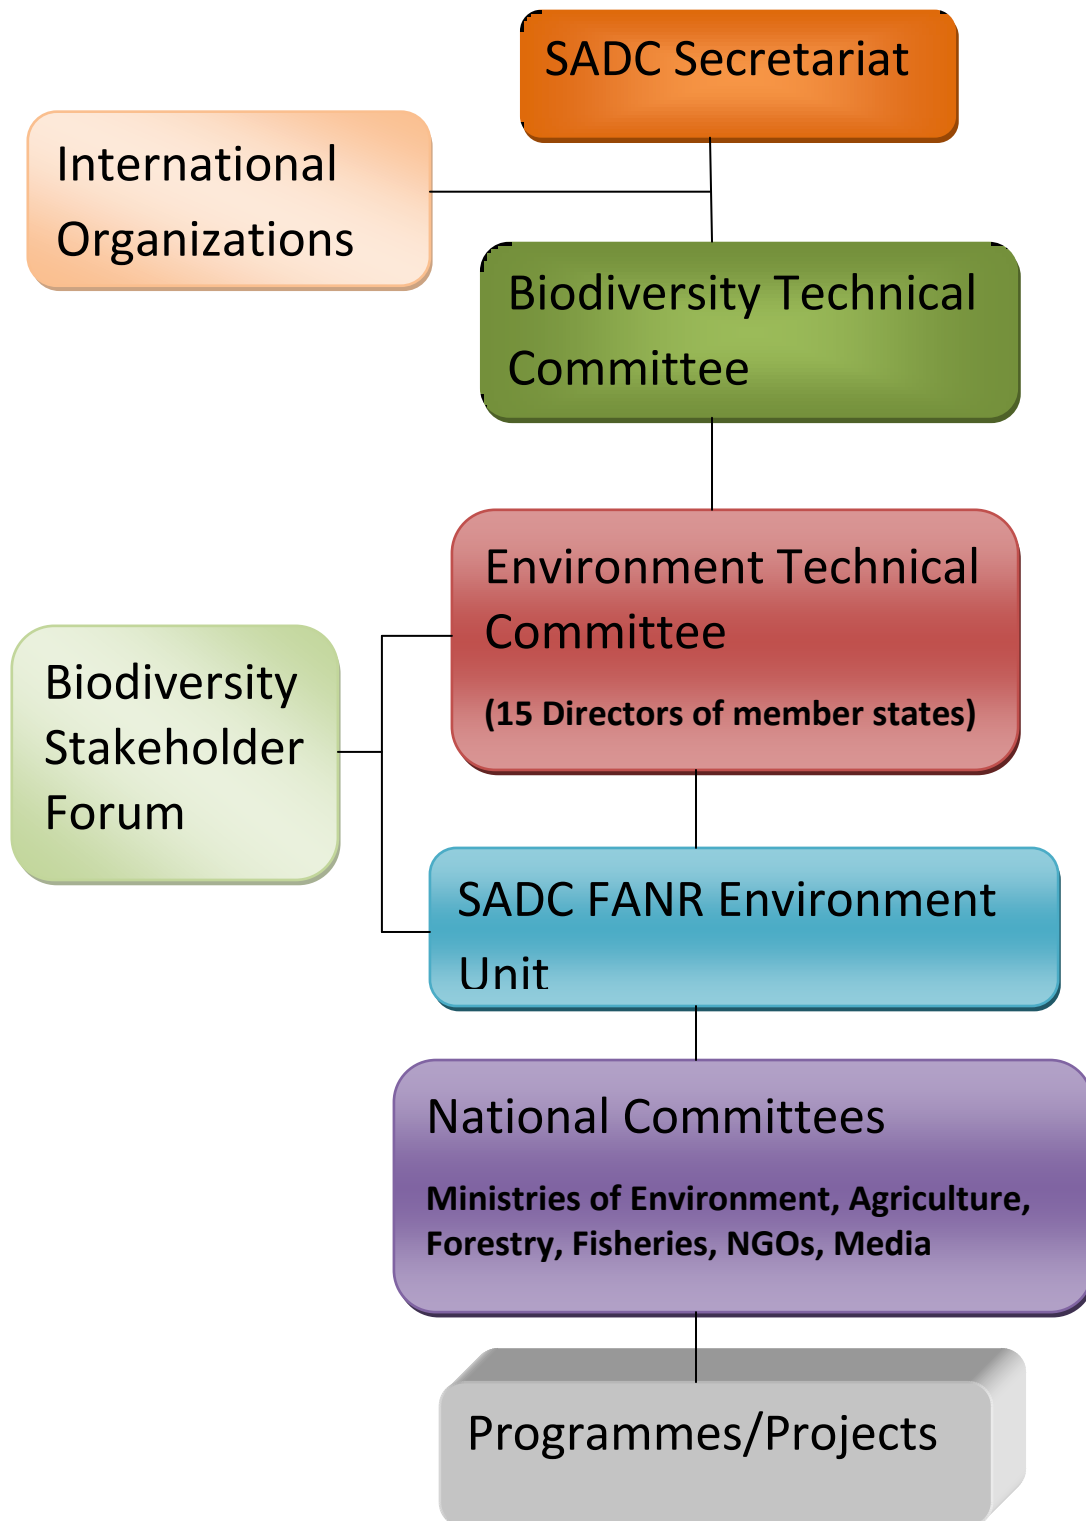 SADC Secretariat
International
Organizations
Biodiversity Technical
Committee
Environment Technical
Committee
(15 Directors of member states)
Biodiversity
Stakeholder
Forum
SADC FANR Environment
Unit
National Committees
Ministries of Environment, Agriculture,
Forestry, Fisheries, NGOs, Media
Programmes/Projects